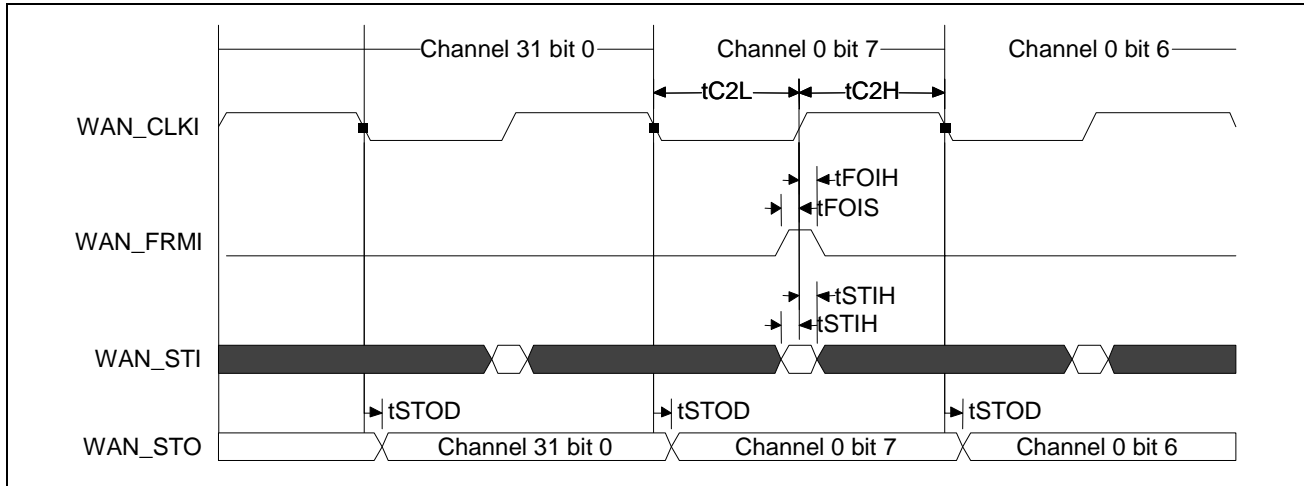 Channel 31 bit 0 Channel 0 bit 7 Channel 0 bit 6
tC2L tC2H
WAN_CLKI
tFOIH
tFOIS
WAN_FRMI
tSTIH
tSTIH
WAN_STI
tSTOD tSTOD tSTOD
WAN_STO Channel 31 bit 0 Channel 0 bit 7 Channel 0 bit 6